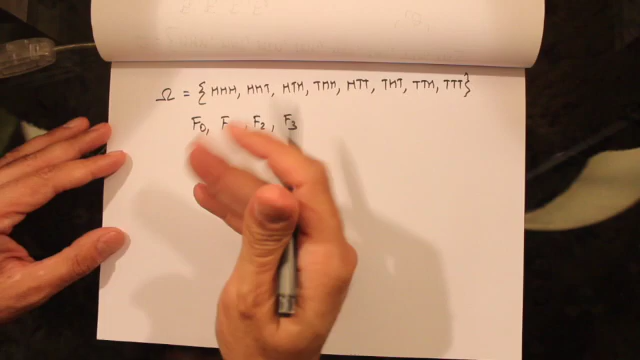 Ω = {HHH, HHT, HTH, THH, HTT, THT, TTH, TTT}
F₀, F , F₂, F₃